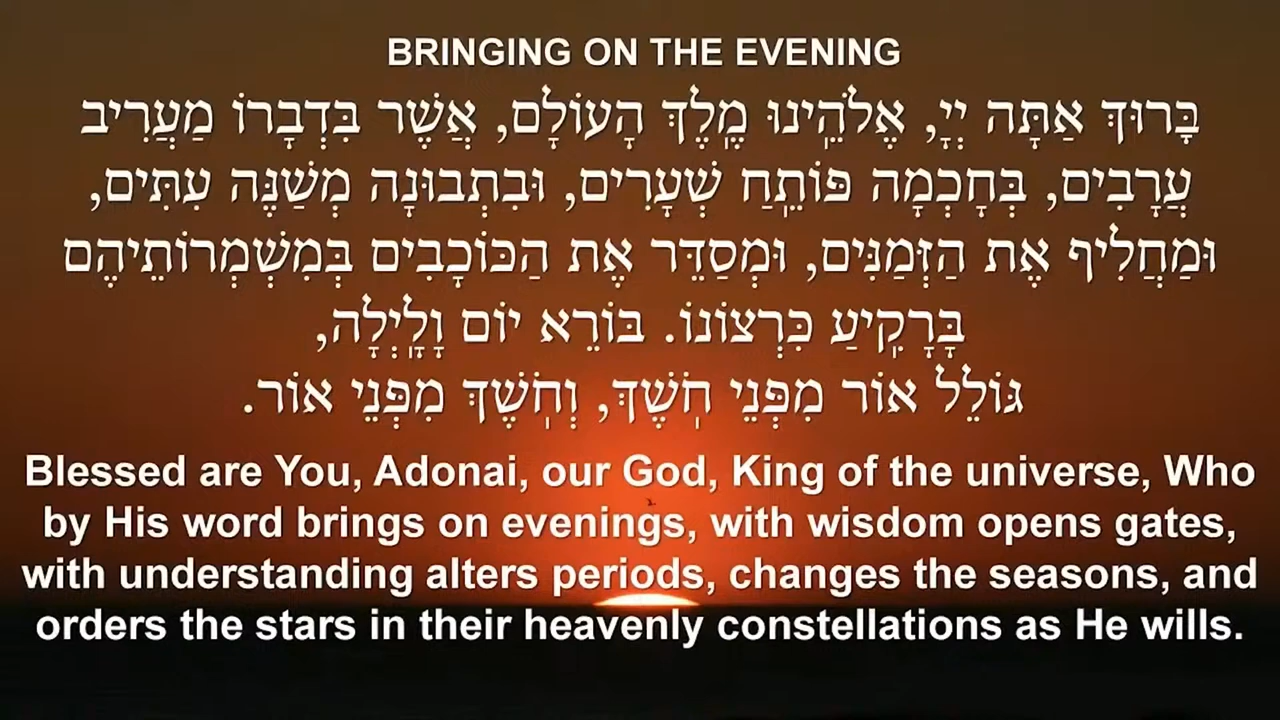 BRINGING ON THE EVENING
בָּרוּךְ אַתָּה יְיָ, אֱלֹהֵֽינוּ מֶֽלֶךְ הָעוֹלָם, אֲשֶׁר בִּדְבָרוֹ מַעֲרִיב
עֲרָבִים, בְּחָכְמָה פּוֹתֵֽחַ שְׁעָרִים, וּבִתְבוּנָה מְשַׁנֶּה עִתִּים,
וּמַחֲלִיף אֶת הַזְּמַנִּים, וּמְסַדֵּר אֶת הַכּוֹכָבִים בְּמִשְׁמְרוֹתֵיהֶם
בָּרָקִֽיעַ כִּרְצוֹנוֹ. בּוֹרֵא יוֹם וָלָֽיְלָה,
גּוֹלֵל אוֹר מִפְּנֵי חֹֽשֶׁךְ, וְחֹֽשֶׁךְ מִפְּנֵי אוֹר.
Blessed are You, Adonai, our God, King of the universe, Who
by His word brings on evenings, with wisdom opens gates,
with understanding alters periods, changes the seasons, and
orders the stars in their heavenly constellations as He wills.